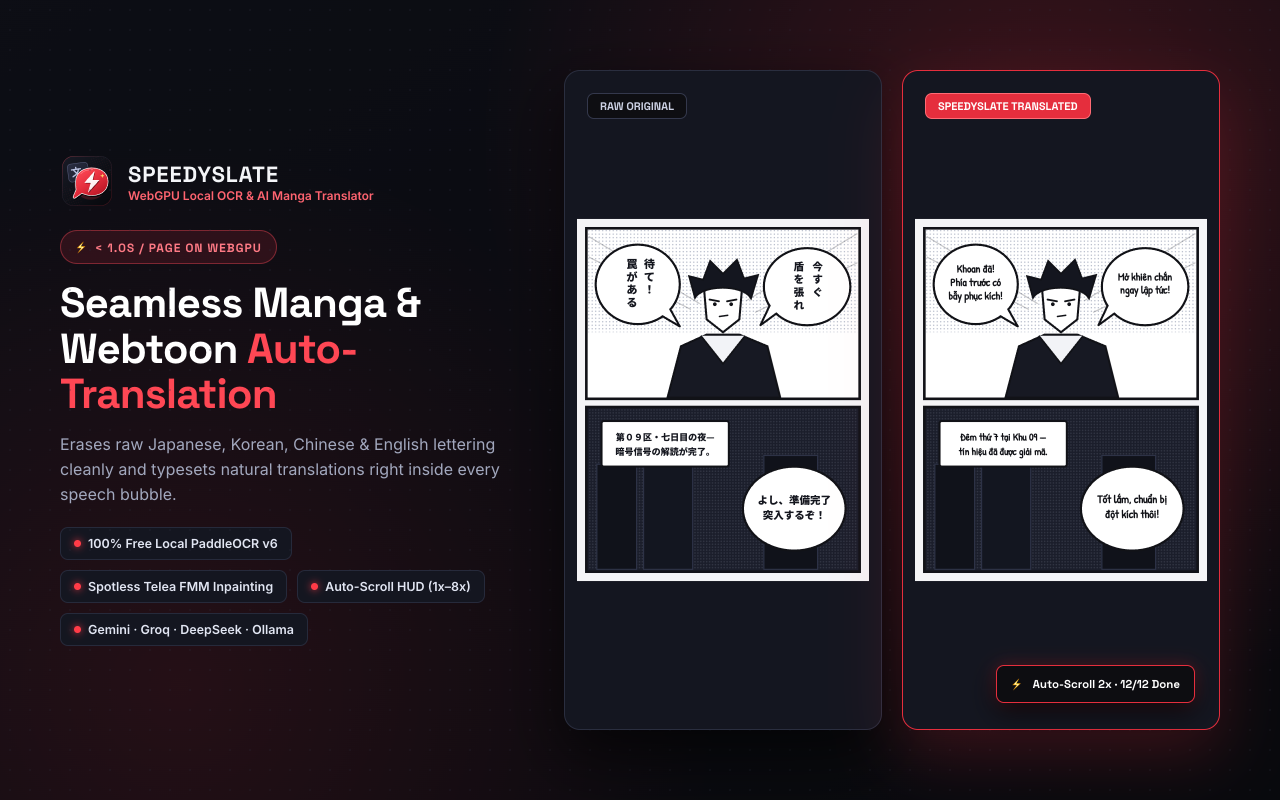 SPEEDYSLATE
WebGPU Local OCR & AI Manga Translator
⚡ < 1.0S / PAGE ON WEBGPU
Seamless Manga &
Webtoon Auto-
Translation
Erases raw Japanese, Korean, Chinese & English lettering
cleanly and typesets natural translations right inside every
speech bubble.
100% Free Local PaddleOCR v6
Spotless Telea FMM Inpainting
Auto-Scroll HUD (1x–8x)
Gemini · Groq · DeepSeek · Ollama
RAW ORIGINAL
今すぐ
盾を張れ
待て！
罠がある
第０９区・七日目の夜—
暗号信号の解読が完了。
よし、準備完了
突入するぞ！
SPEEDYSLATE TRANSLATED
Khoan đã!
Phía trước có
bẫy phục kích!
Mở khiên chắn
ngay lập tức!
Đêm thứ 7 tại Khu 09 —
tín hiệu đã được giải mã.
Tốt lắm, chuẩn bị
đột kích thôi!
⚡ Auto-Scroll 2x · 12/12 Done
文